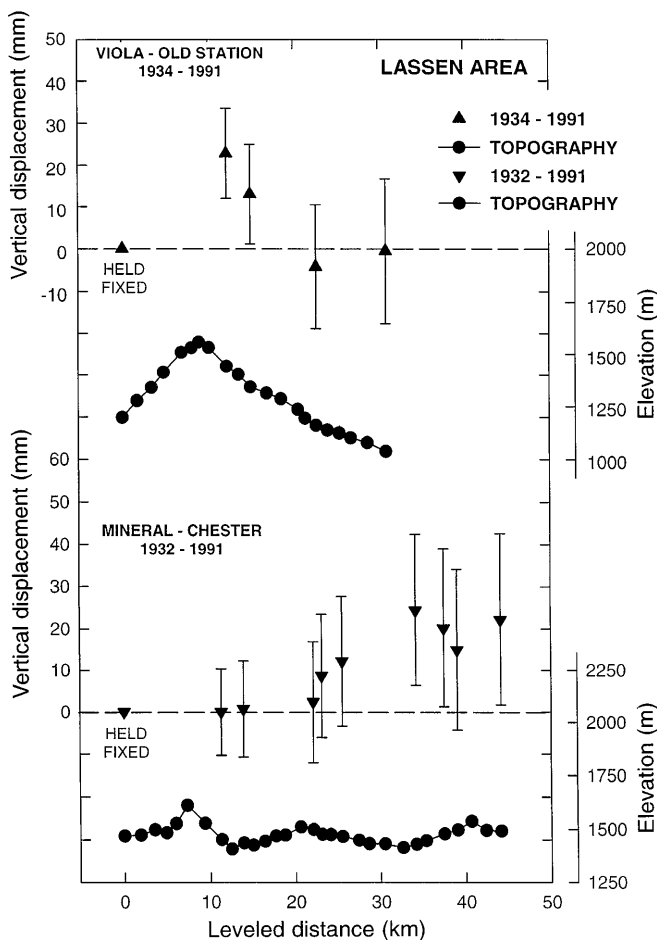 50
40
30
20
10
0
-10
Vertical displacement (mm)
VIOLA - OLD STATION
1934 - 1991
LASSEN AREA
1934 - 1991
TOPOGRAPHY
1932 - 1991
TOPOGRAPHY
HELD
FIXED
2000
1750
1500
1250
1000
Elevation (m)
60
50
40
30
20
10
0
Vertical displacement (mm)
MINERAL - CHESTER
1932 - 1991
HELD
FIXED
2250
2000
1750
1500
1250
Elevation (m)
0 10 20 30 40 50
Leveled distance (km)